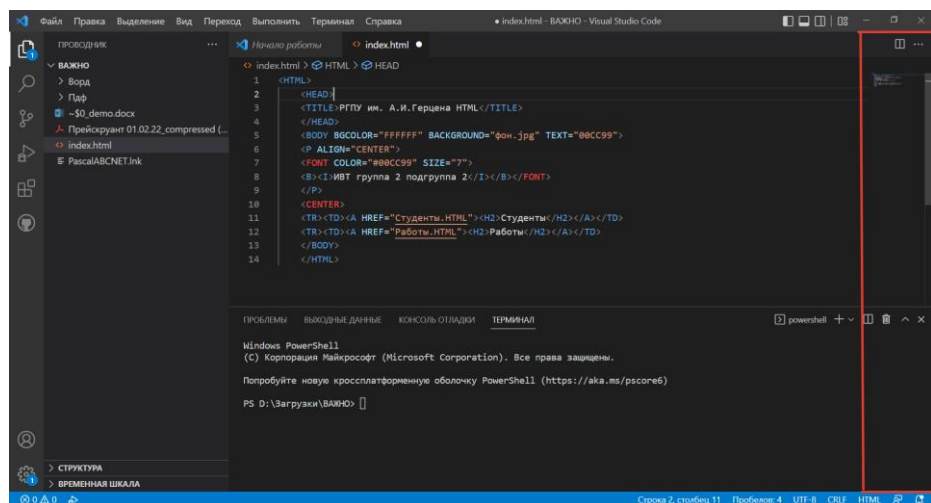 Файл Правка Выделение Вид Переход Выполнить Терминал Справка ● index.html - ВАЖНО - Visual Studio Code
ПРОВОДНИК ···
ВАЖНО
Ворд
Пдф
~$0_demo.docx
Прейскурант 01.02.22_compressed (...
index.html
PascalABCNET.lnk
СТРУКТУРА
ВРЕМЕННАЯ ШКАЛА
Начало работы index.html ●
index.html > HTML > HEAD
1 <HTML>
2 <HEAD>
3 <TITLE>РГПУ им. А.И.Герцена HTML</TITLE>
4 </HEAD>
5 <BODY BGCOLOR="FFFFFF" BACKGROUND="фон.jpg" TEXT="00CC99">
6 <P ALIGN="CENTER">
7 <FONT COLOR="#00CC99" SIZE="7">
8 <B><I>ИВТ группа 2 подгруппа 2</I></B></FONT>
9 </P>
10 <CENTER>
11 <TR><TD><A HREF="Студенты.HTML"><H2>Студенты</H2></A></TD>
12 <TR><TD><A HREF="Работы.HTML"><H2>Работы</H2></A></TD>
13 </BODY>
14 </HTML>
ПРОБЛЕМЫ ВЫХОДНЫЕ ДАННЫЕ КОНСОЛЬ ОТЛАДКИ ТЕРМИНАЛ powershell
Windows PowerShell
(C) Корпорация Майкрософт (Microsoft Corporation). Все права защищены.
Попробуйте новую кроссплатформенную оболочку PowerShell (https://aka.ms/pscore6)
PS D:\Загрузки\ВАЖНО>
0 0 Строка 2, столбец 11 Пробелов: 4 UTF-8 CRLF HTML